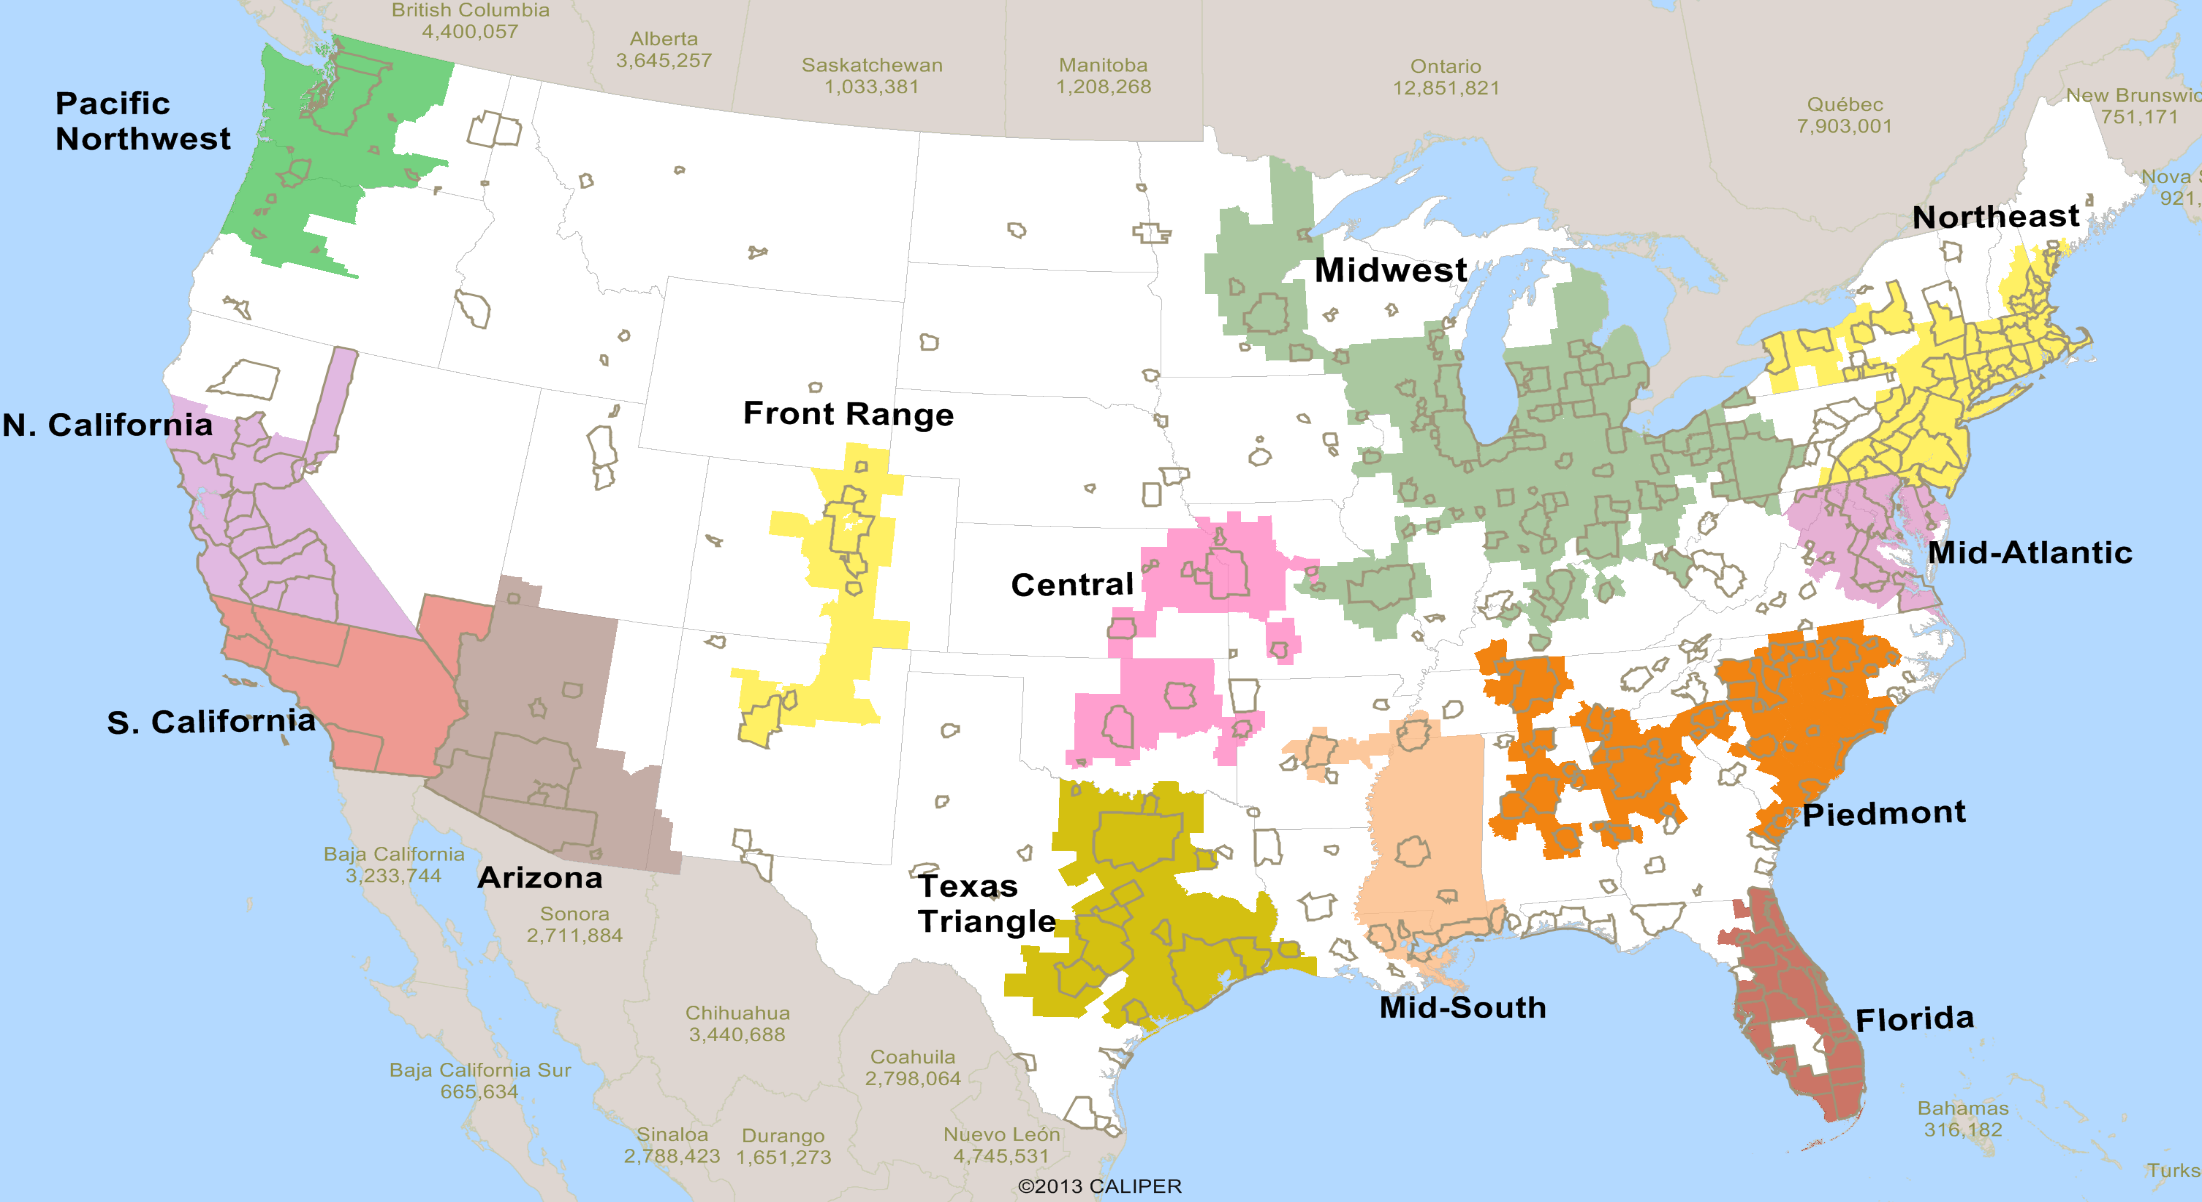 British Columbia
4,400,057
Alberta
3,645,257
Saskatchewan
1,033,381
Manitoba
1,208,268
Ontario
12,851,821
Québec
7,903,001
New Brunswic
751,171
Nova S
921,
Pacific
Northwest
Northeast
Midwest
Front Range
N. California
Mid-Atlantic
Central
S. California
Piedmont
Arizona
Texas
Triangle
Mid-South
Florida
Baja California
3,233,744
Sonora
2,711,884
Chihuahua
3,440,688
Coahuila
2,798,064
Baja California Sur
665,634
Sinaloa
2,788,423
Durango
1,651,273
Nuevo León
4,745,531
Bahamas
316,182
Turks
©2013 CALIPER